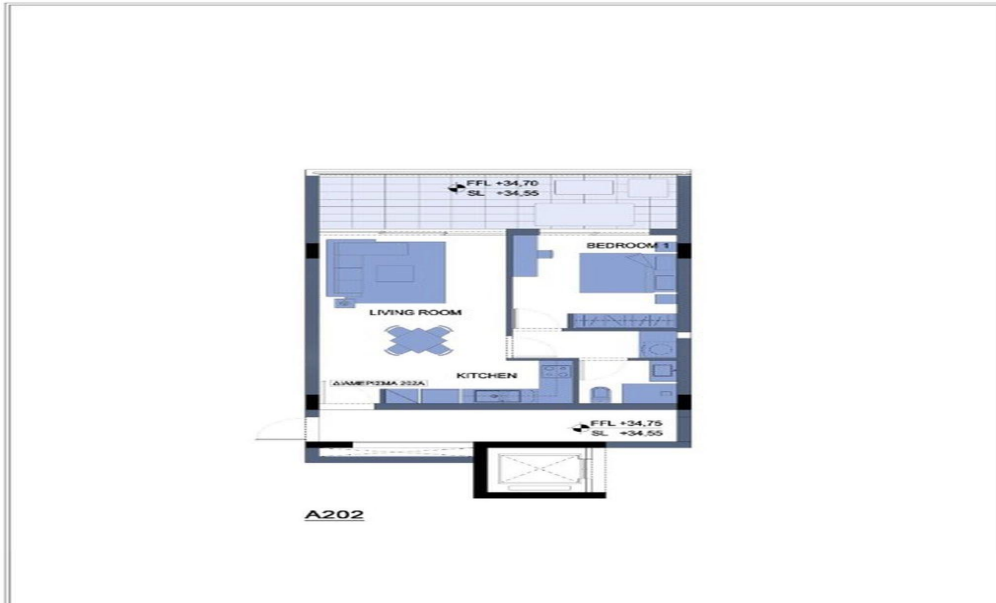 FFL +34,70
SL +34,55
BEDROOM 1
LIVING ROOM
KITCHEN
ΔΙΑΜΕΡΙΣΜΑ 202Α
FFL +34,75
SL +34,55
A202